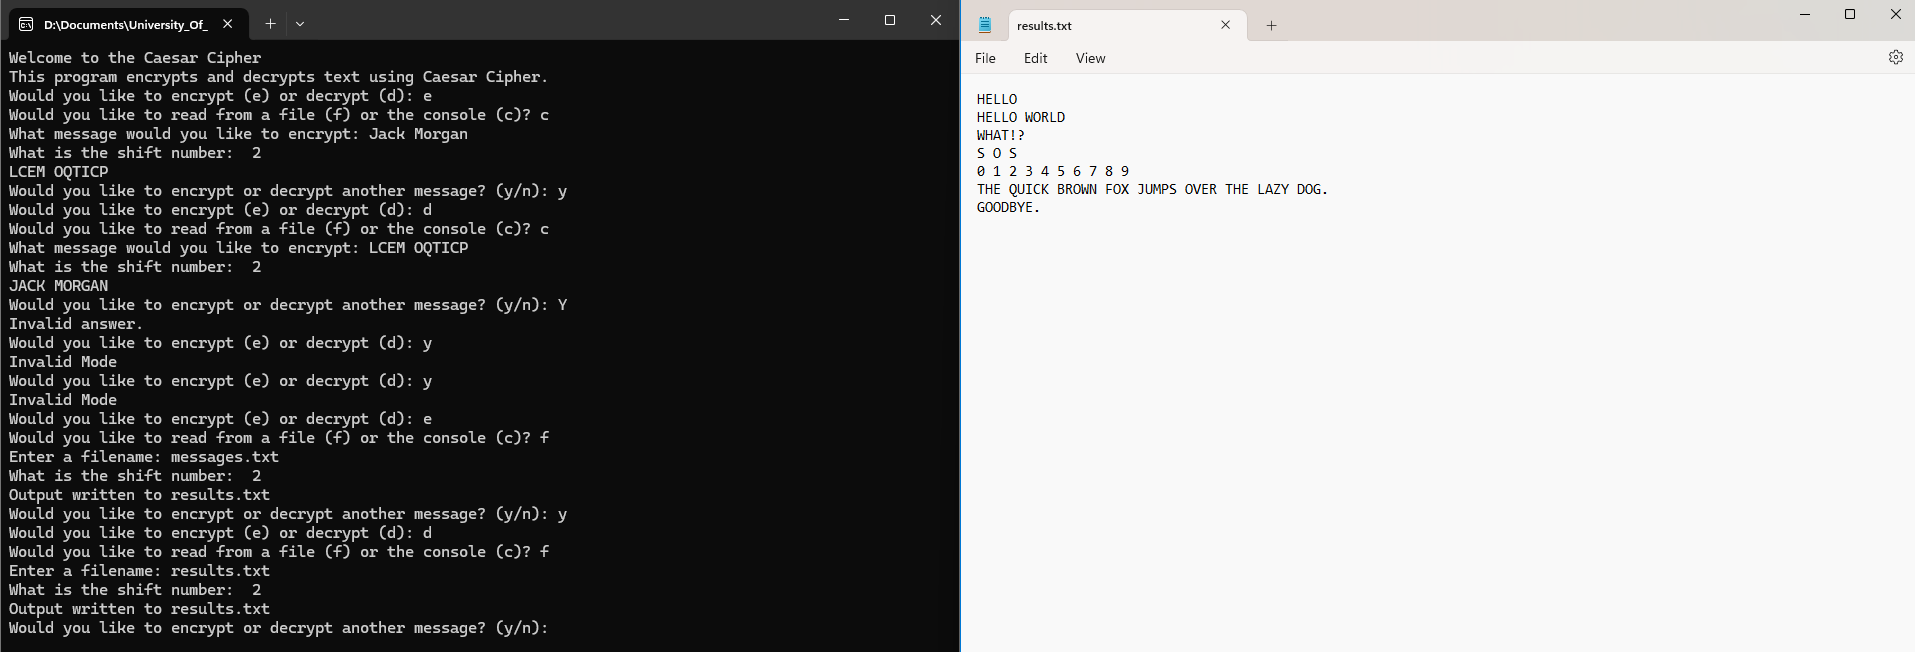 D:\Documents\University_Of_
Welcome to the Caesar Cipher
This program encrypts and decrypts text using Caesar Cipher.
Would you like to encrypt (e) or decrypt (d): e
Would you like to read from a file (f) or the console (c)? c
What message would you like to encrypt: Jack Morgan
What is the shift number:  2
LCEM OQTICP
Would you like to encrypt or decrypt another message? (y/n): y
Would you like to encrypt (e) or decrypt (d): d
Would you like to read from a file (f) or the console (c)? c
What message would you like to encrypt: LCEM OQTICP
What is the shift number:  2
JACK MORGAN
Would you like to encrypt or decrypt another message? (y/n): Y
Invalid answer.
Would you like to encrypt (e) or decrypt (d): y
Invalid Mode
Would you like to encrypt (e) or decrypt (d): y
Invalid Mode
Would you like to encrypt (e) or decrypt (d): e
Would you like to read from a file (f) or the console (c)? f
Enter a filename: messages.txt
What is the shift number:  2
Output written to results.txt
Would you like to encrypt or decrypt another message? (y/n): y
Would you like to encrypt (e) or decrypt (d): d
Would you like to read from a file (f) or the console (c)? f
Enter a filename: results.txt
What is the shift number:  2
Output written to results.txt
Would you like to encrypt or decrypt another message? (y/n):
results.txt
File Edit View
HELLO
HELLO WORLD
WHAT!?
S O S
0 1 2 3 4 5 6 7 8 9
THE QUICK BROWN FOX JUMPS OVER THE LAZY DOG.
GOODBYE.